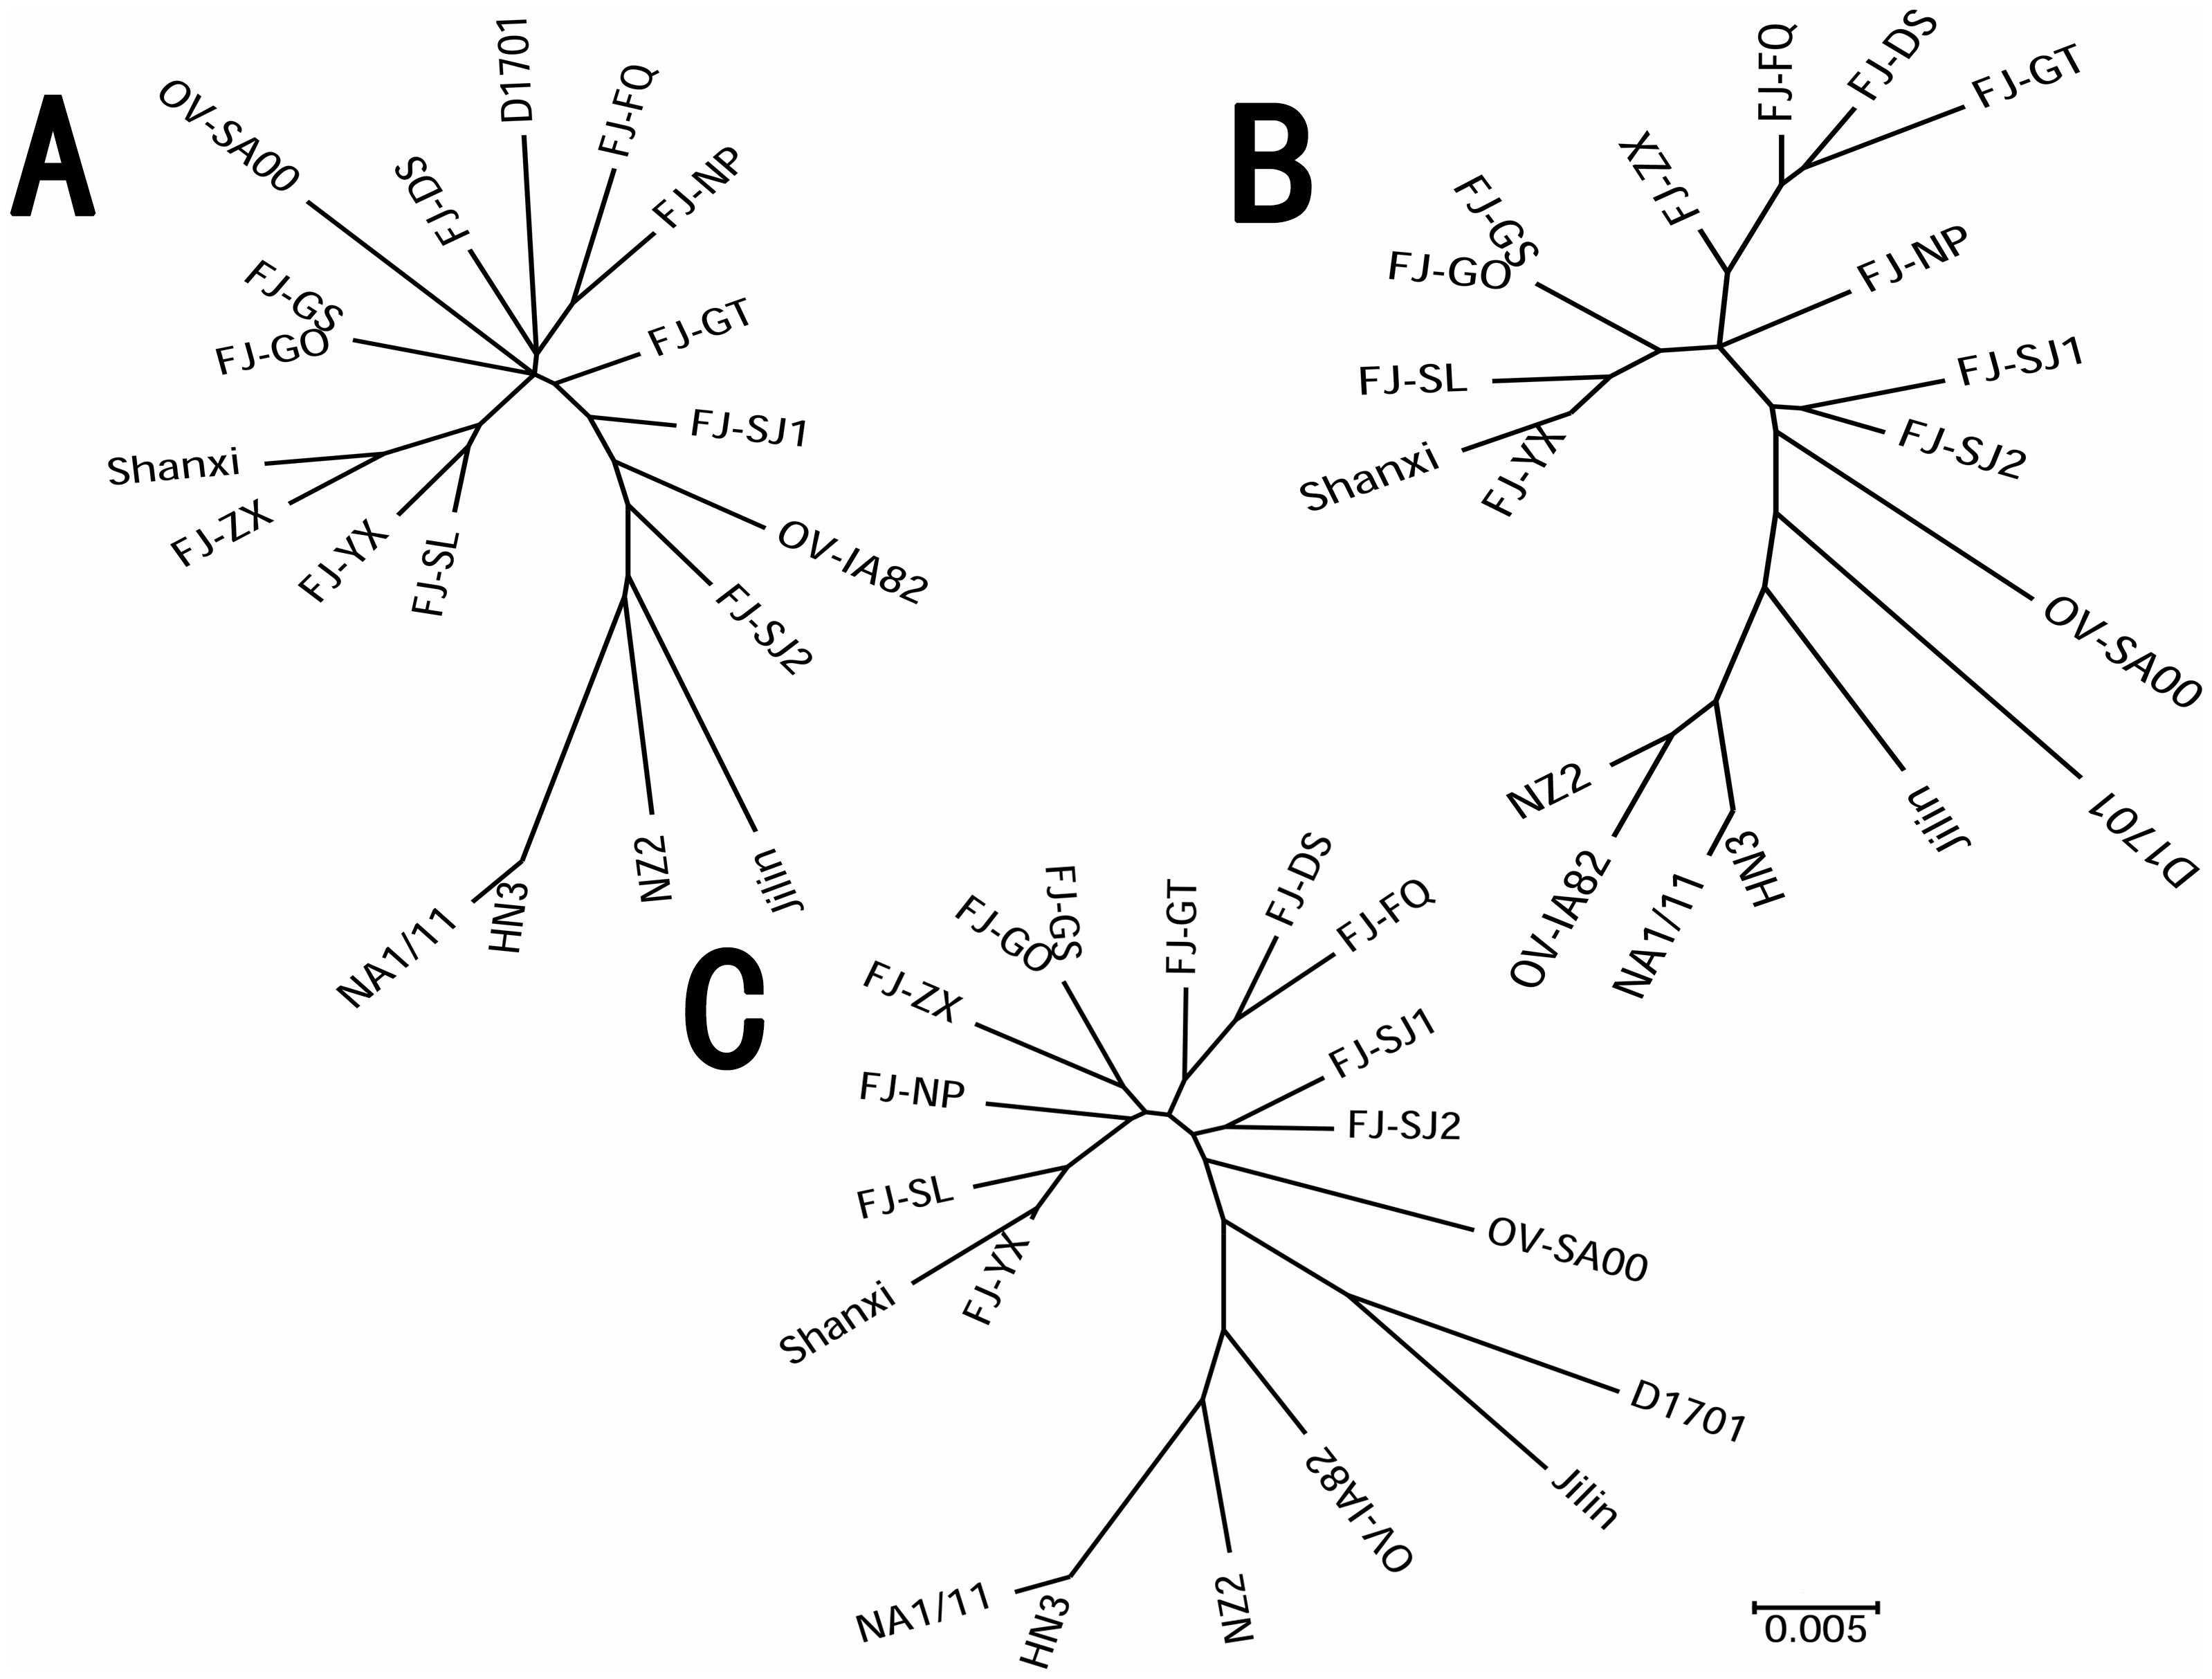 A
OV-SA00
FJ-DS
D1701
FJ-FQ
FJ-NP
FJ-GS
FJ-GO
FJ-GT
FJ-SJ1
Shanxi
FJ-ZX
FJ-YX
FJ-SL
OV-IA82
FJ-SJ2
NA1/11
HN3
NZ2
Jilin
B
FJ-FQ
FJ-DS
FJ-GT
FJ-ZX
FJ-GS
FJ-GO
FJ-NP
FJ-SL
FJ-SJ1
FJ-SJ2
Shanxi
FJ-YX
OV-SA00
D1701
Jilin
NZ2
OV-IA82
NA1/11
HN3
C
FJ-GS
FJ-GO
FJ-GT
FJ-DS
FJ-FQ
FJ-ZX
FJ-SJ1
FJ-NP
FJ-SJ2
FJ-SL
Shanxi
FJ-YX
OV-SA00
D1701
Jilin
OV-IA82
NZ2
NA1/11
HN3
0.005